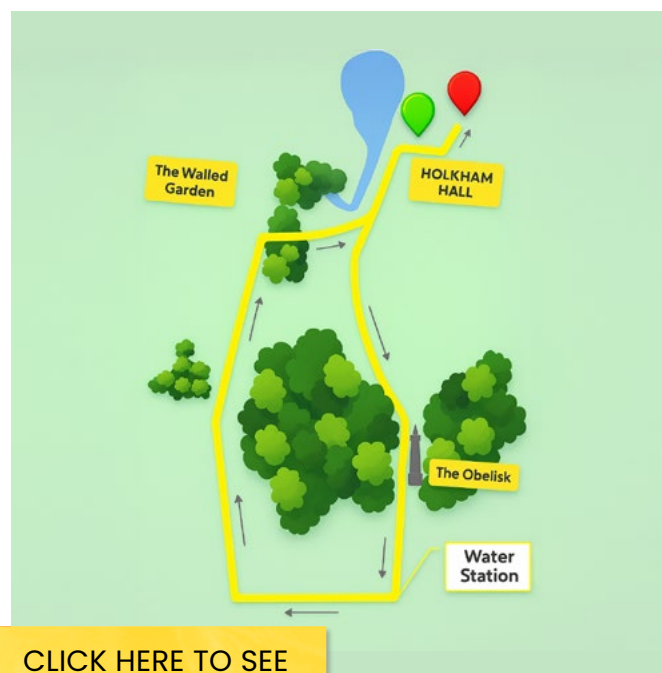 The Walled
Garden
HOLKHAM
HALL
The Obelisk
Water
Station
CLICK HERE TO SEE